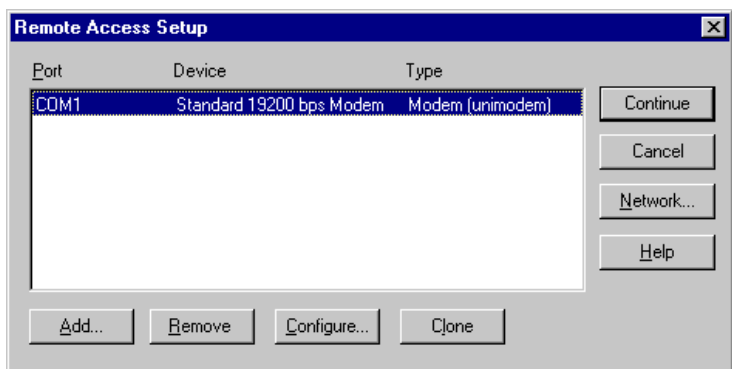 Remote Access Setup
Port Device Type
COM1 Standard 19200 bps Modem Modem (unimodem)
Continue
Cancel
Network...
Help
Add... Remove Configure... Clone